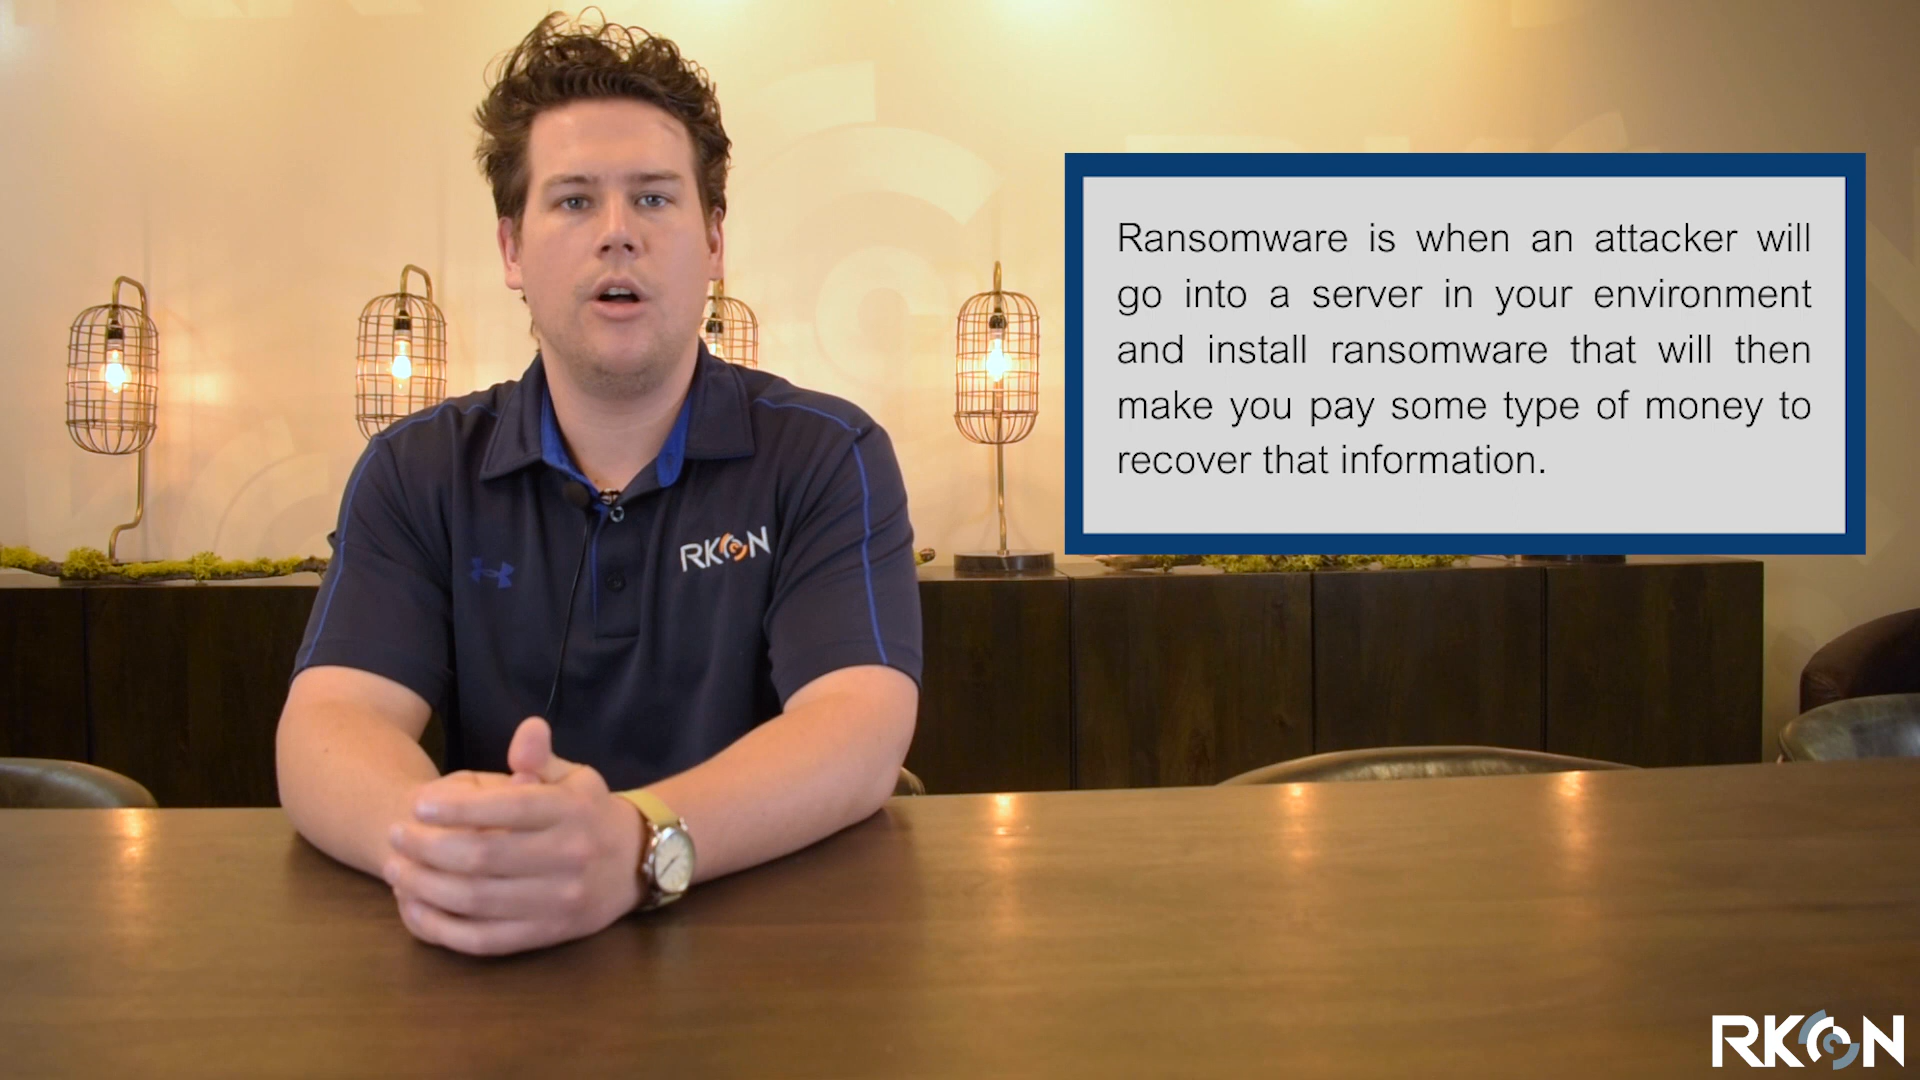 Ransomware is when an attacker will
go into a server in your environment
and install ransomware that will then
make you pay some type of money to
recover that information.
RKON
RKON